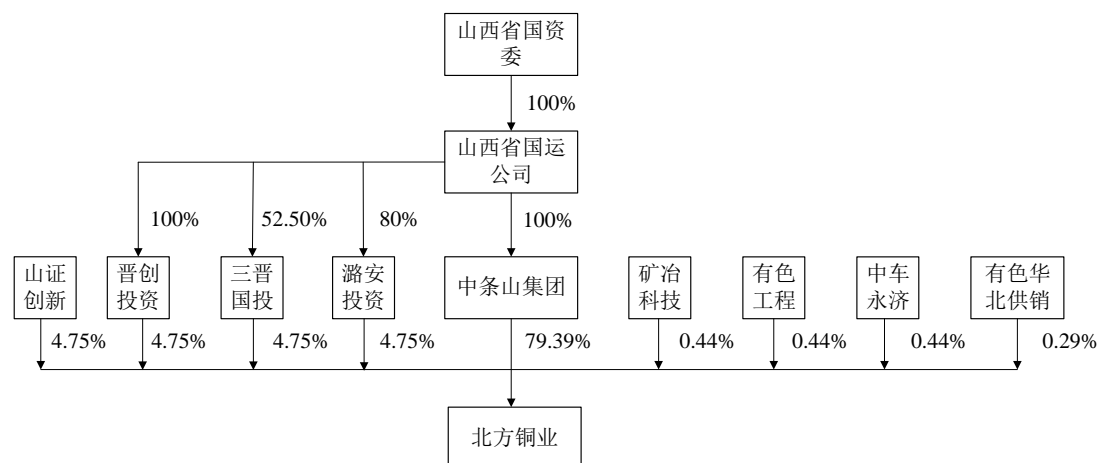 山西省国资
委
100%
山西省国运
公司
100%
52.50%
80%
100%
山证
创新
晋创
投资
三晋
国投
潞安
投资
中条山集团
矿冶
科技
有色
工程
中车
永济
有色华
北供销
4.75%
4.75%
4.75%
4.75%
79.39%
0.44%
0.44%
0.44%
0.29%
北方铜业